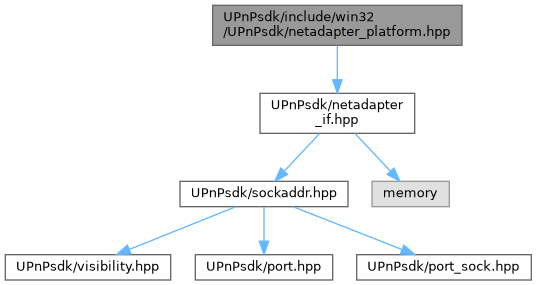 UPnPsdk/include/win32
/UPnPsdk/netadapter_platform.hpp
UPnPsdk/netadapter
_if.hpp
UPnPsdk/sockaddr.hpp
memory
UPnPsdk/visibility.hpp
UPnPsdk/port.hpp
UPnPsdk/port_sock.hpp